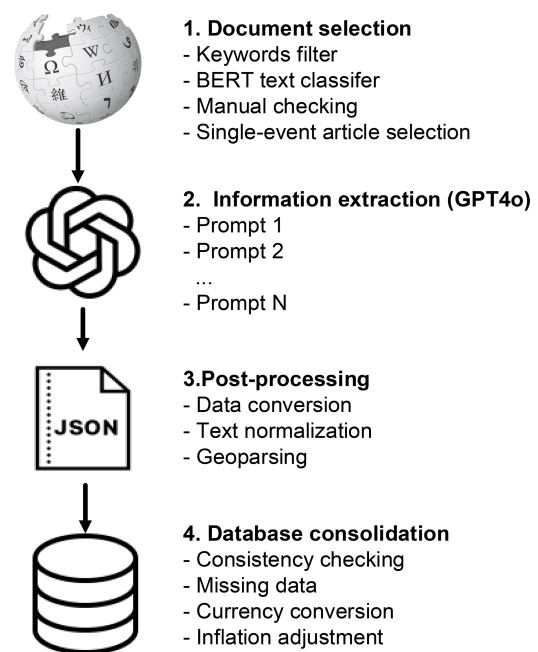 1. Document selection
- Keywords filter
- BERT text classifer
- Manual checking
- Single-event article selection
Ω
W
И
維
2. Information extraction (GPT4o)
- Prompt 1
- Prompt 2
...
- Prompt N
JSON
3.Post-processing
- Data conversion
- Text normalization
- Geoparsing
4. Database consolidation
- Consistency checking
- Missing data
- Currency conversion
- Inflation adjustment